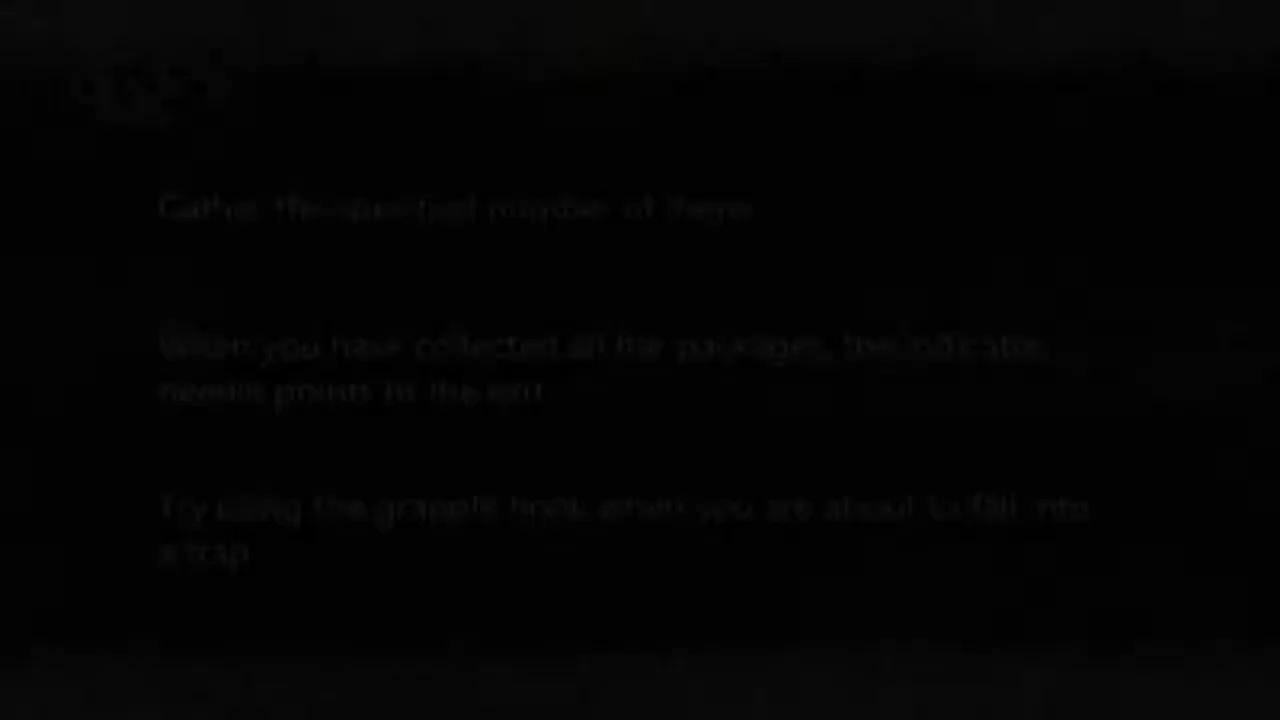 Gather the specified number of items
When you have collected all the packages, the indicator
needle points to the exit
Try using the grapple hook when you are about to fall into
a trap